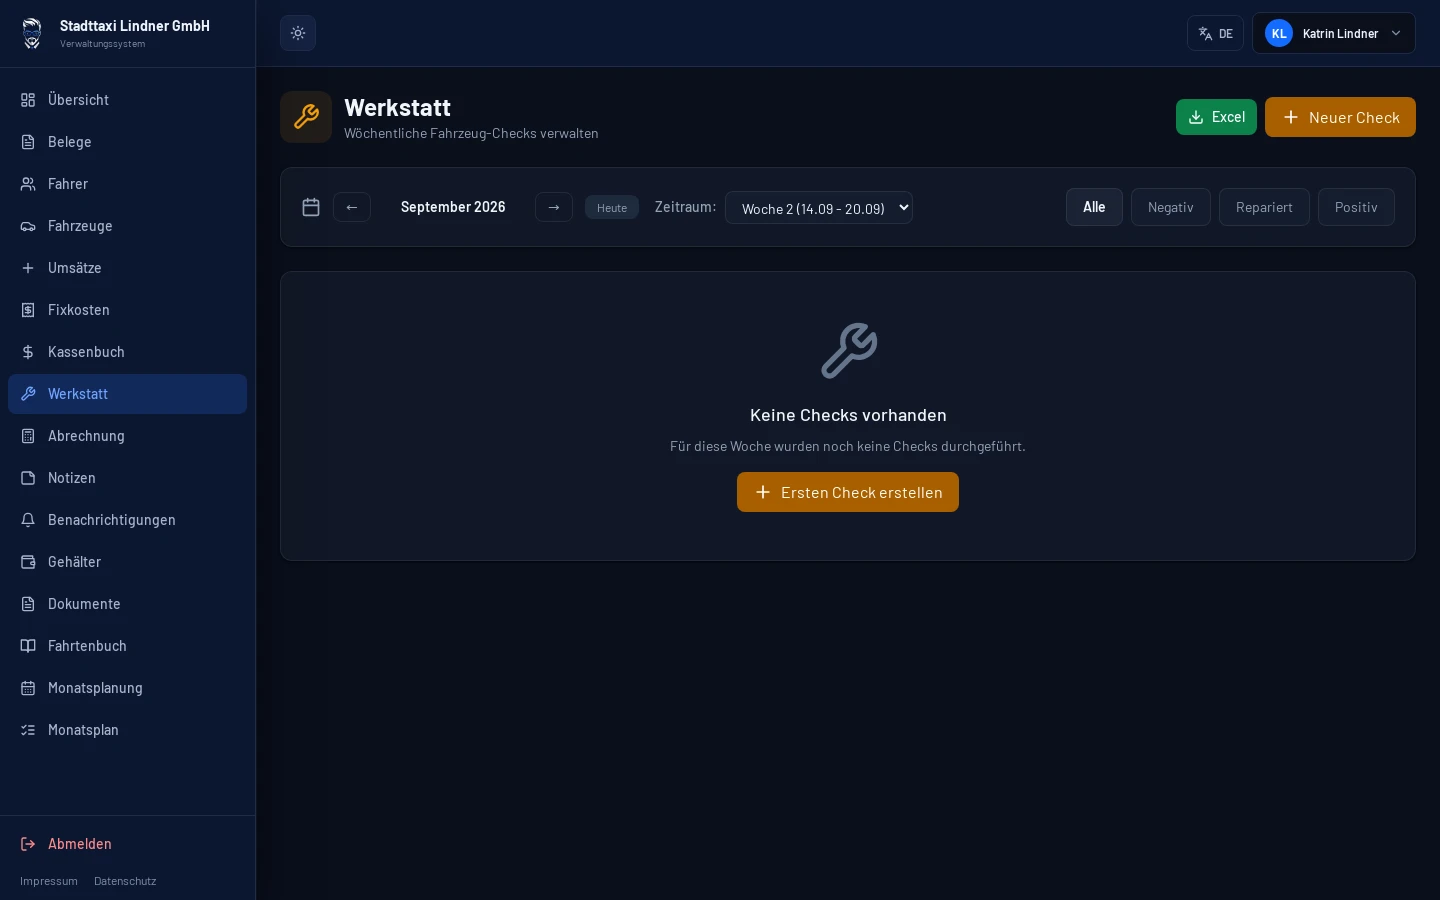 Stadttaxi Lindner GmbH
Verwaltungssystem
DE
KL
Katrin Lindner
Übersicht
Belege
Fahrer
Fahrzeuge
Umsätze
Fixkosten
Kassenbuch
Werkstatt
Abrechnung
Notizen
Benachrichtigungen
Gehälter
Dokumente
Fahrtenbuch
Monatsplanung
Monatsplan
Abmelden
Impressum Datenschutz
Werkstatt
Wöchentliche Fahrzeug-Checks verwalten
Excel
Neuer Check
← September 2026 → Heute Zeitraum: Woche 2 (14.09 - 20.09) Alle Negativ Repariert Positiv
Keine Checks vorhanden
Für diese Woche wurden noch keine Checks durchgeführt.
Ersten Check erstellen